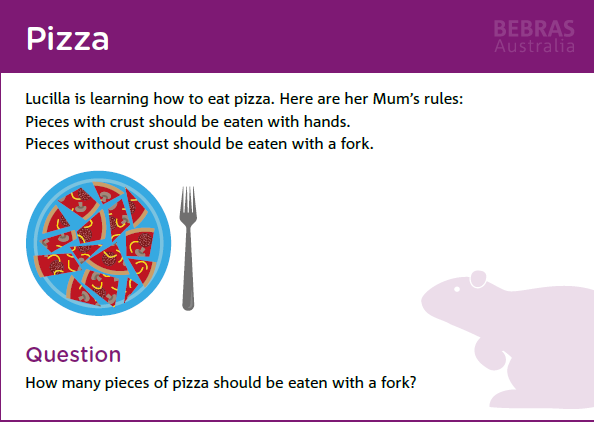 Pizza
BEBRAS
Australia
Lucilla is learning how to eat pizza. Here are her Mum’s rules:
Pieces with crust should be eaten with hands.
Pieces without crust should be eaten with a fork.
Question
How many pieces of pizza should be eaten with a fork?